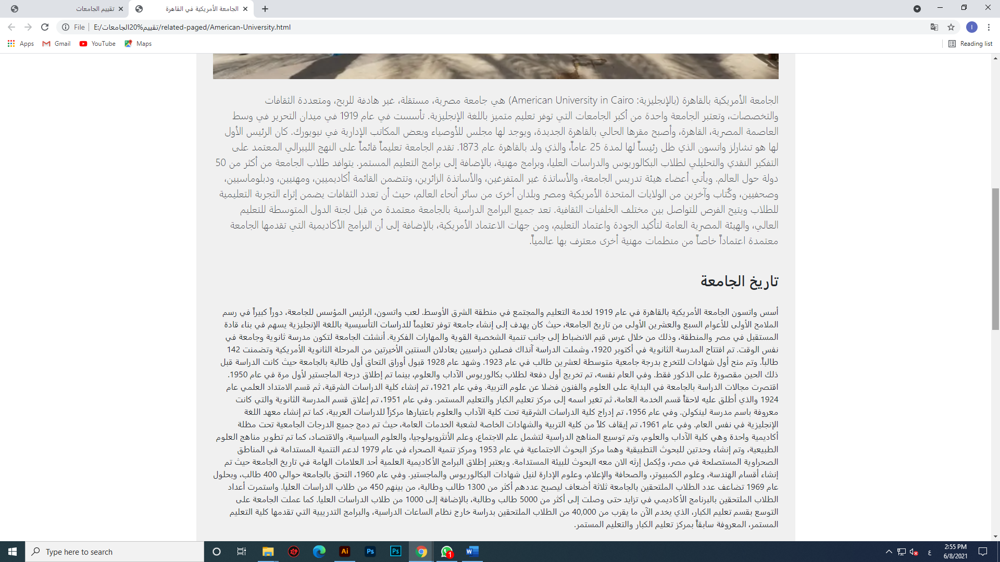 تقييم الجامعات
الجامعة الأمريكية في القاهرة
File
E:/تقييم%20الجامعات/related-paged/American-University.html
I
Apps
Gmail
YouTube
Maps
Reading list
الجامعة الأمريكية بالقاهرة (بالإنجليزية: American University in Cairo) هي جامعة مصرية، مستقلة، غير هادفة للربح، ومتعددة الثقافات
والتخصصات، وتعتبر الجامعة واحدة من أكبر الجامعات التي توفر تعليم متميز باللغة الإنجليزية. تأسست في عام 1919 في ميدان التحرير في وسط
العاصمة المصرية، القاهرة، وأصبح مقرها الحالي بالقاهرة الجديدة، ويوجد لها مجلس للأوصياء وبعض المكاتب الإدارية في نيويورك. كان الرئيس الأول
لها هو تشارلز واتسون الذي ظل رئيساً لها لمدة 25 عاماً، والذي ولد بالقاهرة عام 1873. تقدم الجامعة تعليماً قائماً على النهج الليبرالي المعتمد على
التفكير النقدي والتحليلي لطلاب البكالوريوس والدراسات العليا، وبرامج مهنية، بالإضافة إلى برامج التعليم المستمر. يتوافد طلاب الجامعة من أكثر من 50
دولة حول العالم. ويأتي أعضاء هيئة تدريس الجامعة، والأساتذة غير المتفرغين، والأساتذة الزائرين، وتتضمن القائمة أكاديميين، ومهنيين، ودبلوماسيين،
وصحفيين، وكُتاب وآخرين من الولايات المتحدة الأمريكية ومصر وبلدان أخرى من سائر أنحاء العالم، حيث أن تعدد الثقافات يضمن إثراء التجربة التعليمية
للطلاب ويتيح الفرص للتواصل بين مختلف الخلفيات الثقافية. تعد جميع البرامج الدراسية بالجامعة معتمدة من قبل لجنة الدول المتوسطة للتعليم
العالي، والهيئة المصرية العامة لتأكيد الجودة واعتماد التعليم، ومن جهات الاعتماد الأمريكية، بالإضافة إلى أن البرامج الأكاديمية التي تقدمها الجامعة
معتمدة اعتماداً خاصاً من منظمات مهنية أخرى معترف بها عالمياً.
تاريخ الجامعة
أسس واتسون الجامعة الأمريكية بالقاهرة في عام 1919 لخدمة التعليم والمجتمع في منطقة الشرق الأوسط. لعب واتسون، الرئيس المؤسس للجامعة، دوراً كبيراً في رسم
الملامح الأولى للأعوام السبع والعشرين الأولى من تاريخ الجامعة، حيث كان يهدف إلى إنشاء جامعة توفر تعليماً للدراسات التأسيسية باللغة الإنجليزية يسهم في بناء قادة
المستقبل في مصر والمنطقة، وذلك من خلال غرس قيم الانضباط إلى جانب تنمية الشخصية القوية والمهارات الفكرية. أنشئت الجامعة لتكون مدرسة ثانوية وجامعة في
نفس الوقت. تم افتتاح المدرسة الثانوية في أكتوبر 1920، وشملت الدراسة آنذاك فصلين دراسيين يعادلان السنتين الأخيرتين من المرحلة الثانوية الأمريكية وتضمنت 142
طالباً. وتم منح أول شهادات للتخرج بدرجة جامعية متوسطة لعشرين طالب في عام 1923. وشهد عام 1928 قبول أوراق التحاق أول طالبة بالجامعة حيث كانت الدراسة قبل
ذلك الحين مقصورة على الذكور فقط. وفي العام نفسه، تم تخريج أول دفعة لطلاب بكالوريوس الآداب والعلوم، بينما تم إطلاق درجة الماجستير لأول مرة في عام 1950.
اقتصرت مجالات الدراسة بالجامعة في البداية على العلوم والفنون فضلا عن علوم التربية. وفي عام 1921، تم إنشاء كلية الدراسات الشرقية، ثم قسم الامتداد العلمي عام
1924 والذي أطلق عليه لاحقاً قسم الخدمة العامة، ثم تغير اسمه إلى مركز تعليم الكبار والتعليم المستمر. وفي عام 1951، تم إغلاق قسم المدرسة الثانوية والتي كانت
معروفة باسم مدرسة لينكولن. وفي عام 1956، تم إدراج كلية الدراسات الشرقية تحت كلية الآداب والعلوم باعتبارها مركزاً للدراسات العربية، كما تم إنشاء معهد اللغة
الإنجليزية في نفس العام. وفي عام 1961، تم إيقاف كلاً من كلية التربية والشهادات الخاصة لشعبة الخدمات العامة، حيث تم دمج جميع الدرجات الجامعية تحت مظلة
أكاديمية واحدة وهي كلية الآداب والعلوم، وتم توسيع المناهج الدراسية لتشمل علم الاجتماع، وعلم الأنثروبولوجيا، والعلوم السياسية، والاقتصاد، كما تم تطوير مناهج العلوم
الطبيعية، وتم إنشاء وحدتين للبحوث التطبيقية وهما مركز البحوث الاجتماعية في عام 1953 ومركز تنمية الصحراء في عام 1979 لدعم التنمية المستدامة في المناطق
الصحراوية المستصلحة في مصر، ويُكمل إرثه الان معه البحوث للبيئة المستدامة. ويعتبر إطلاق البرامج الأكاديمية العلمية أحد العلامات الهامة في تاريخ الجامعة حيث تم
إنشاء أقسام الهندسة، وعلوم الكمبيوتر، والصحافة والإعلام، وعلوم الإدارة لنيل شهادات البكالوريوس والماجستير. وفي عام 1960، التحق بالجامعة حوالي 400 طالب، وبحلول
عام 1969 تضاعف عدد الطلاب الملتحقين بالجامعة ثلاثة أضعاف ليصبح عددهم أكثر من 1300 طالب وطالبة، من بينهم 450 من طلاب الدراسات العليا. واستمرت أعداد
الطلاب الملتحقين بالبرنامج الأكاديمي في تزايد حتى وصلت إلى أكثر من 5000 طالب وطالبة، بالإضافة إلى 1000 من طلاب الدراسات العليا. كما عملت الجامعة على
التوسع بقسم تعليم الكبار، الذي يخدم الآن ما يقرب من 40,000 من الطلاب الملتحقين بدراسة خارج نظام الساعات الدراسية، والبرامج التدريبية التي تقدمها كلية التعليم
المستمر، المعروفة سابقاً بمركز تعليم الكبار والتعليم المستمر.
Type here to search
Ai
Ps
Ps
1
W
ع
2:55 PM
6/8/2021